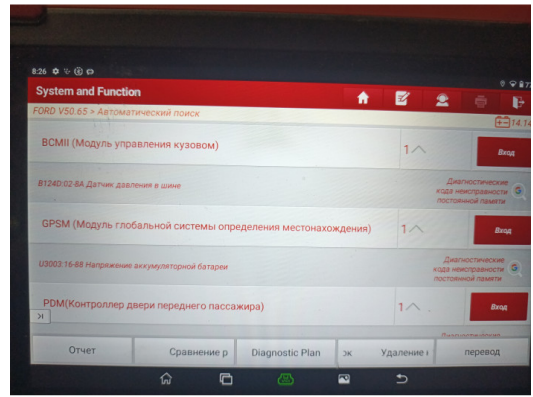 8:26
System and Function
FORD V50.65 > Автоматический поиск
14.14
BCMII (Модуль управления кузовом)
1
Вход
B124D:02-8A Датчик давления в шине
Диагностические кода неисправности постоянной памяти
GPSM (Модуль глобальной системы определения местонахождения)
1
Вход
U3003:16-88 Напряжение аккумуляторной батареи
Диагностические кода неисправности постоянной памяти
PDM(Контроллер двери переднего пассажира)
1
Вход
Диагностические
Отчет
Сравнение р
Diagnostic Plan
ок
Удаление
перевод